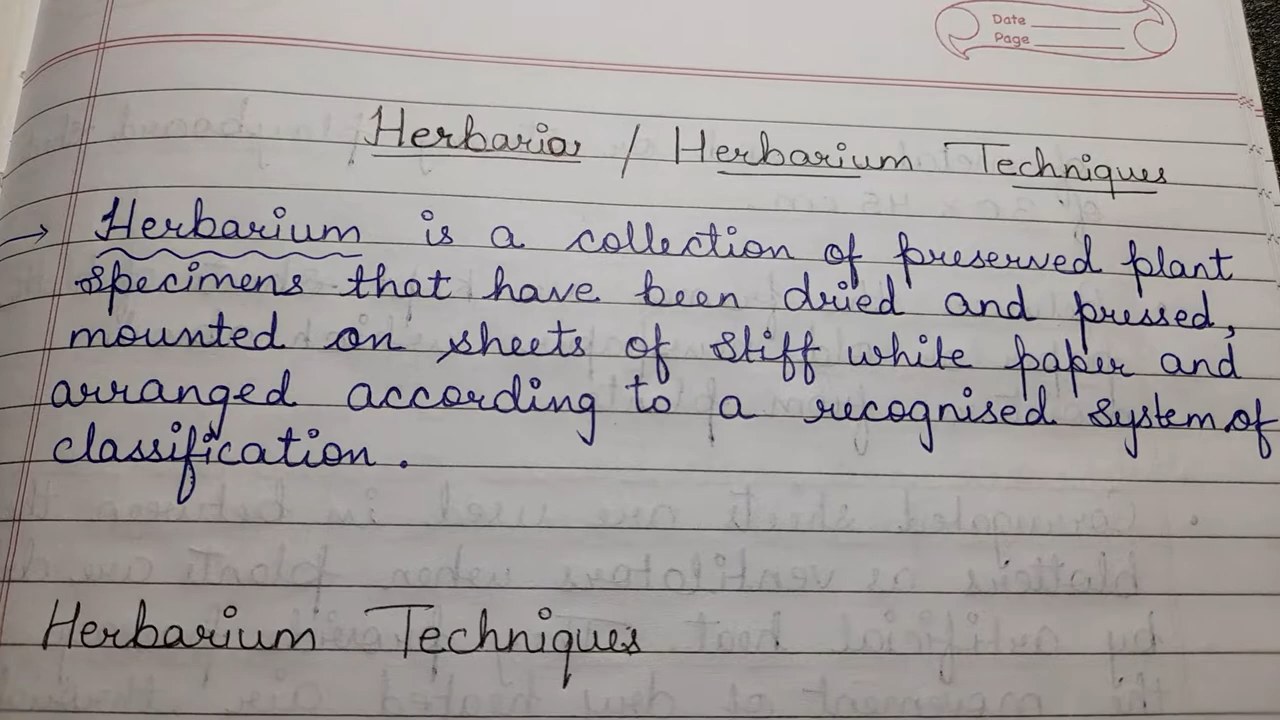 Date
Page
Herbaria / Herbarium Techniques
→ Herbarium is a collection of preserved plant
specimens that have been dried and pressed,
mounted on sheets of stiff white paper and
arranged according to a recognised system of
classification.
Herbarium Techniques